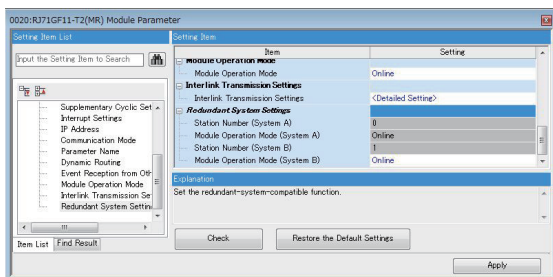 0020:RJ71GF11-T2(MR) Module Parameter
Setting Item List
Input the Setting Item to Search
Supplementary Cyclic Set
Interrupt Settings
IP Address
Communication Mode
Parameter Name
Dynamic Routing
Event Reception from Oth
Module Operation Mode
Interlink Transmission Se
Redundant System Settin
Item List
Find Result
Setting Item
Item Setting
Module Operation Mode
Module Operation Mode Online
Interlink Transmission Settings
Interlink Transmission Settings <Detailed Setting>
Redundant System Settings
Station Number (System A) 0
Module Operation Mode (System A) Online
Station Number (System B) 1
Module Operation Mode (System B) Online
Explanation
Set the redundant-system-compatible function.
Check
Restore the Default Settings
Apply